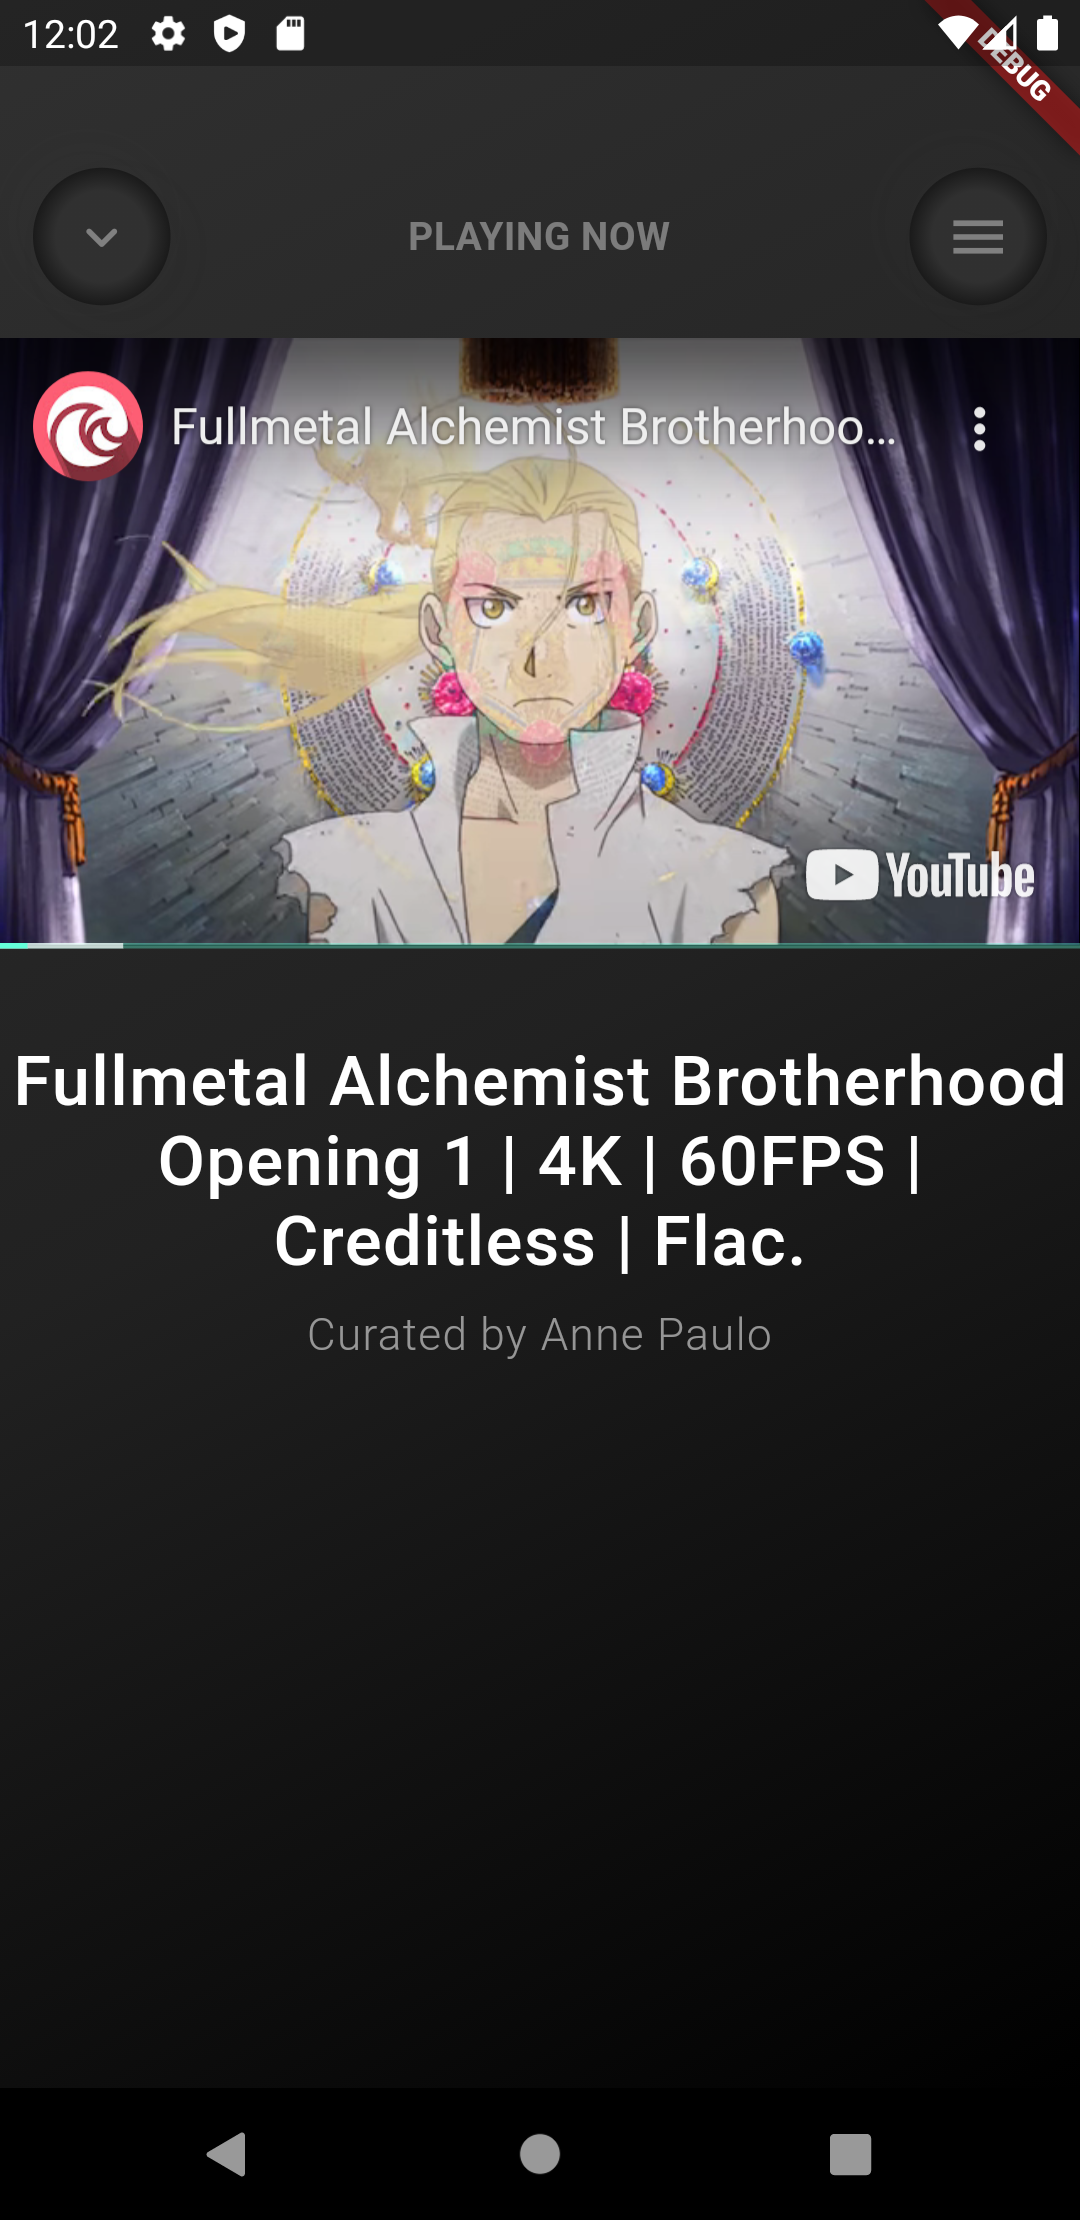 12:02
DEBUG
PLAYING NOW
Fullmetal Alchemist Brotherhoo...
YouTube
Fullmetal Alchemist Brotherhood
Opening 1 | 4K | 60FPS |
Creditless | Flac.
Curated by Anne Paulo